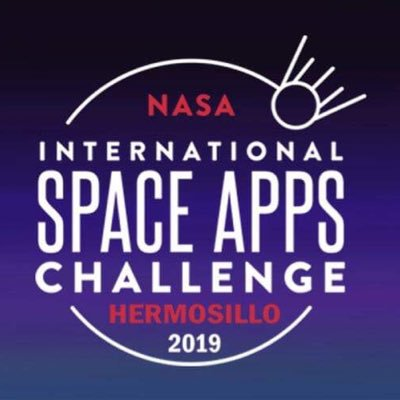 NASA
INTERNATIONAL
SPACE APPS
CHALLENGE
HERMOSILLO
2019